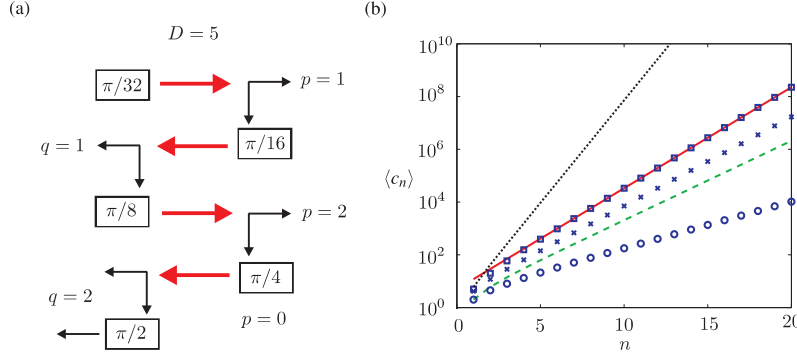 (a)
D = 5
π/32
p = 1
π/16
q = 1
π/8
p = 2
π/4
q = 2
p = 0
π/2
(b)
10^10
10^8
10^6
⟨c_n⟩
10^4
10^2
10^0
0 5 10 15 20
n